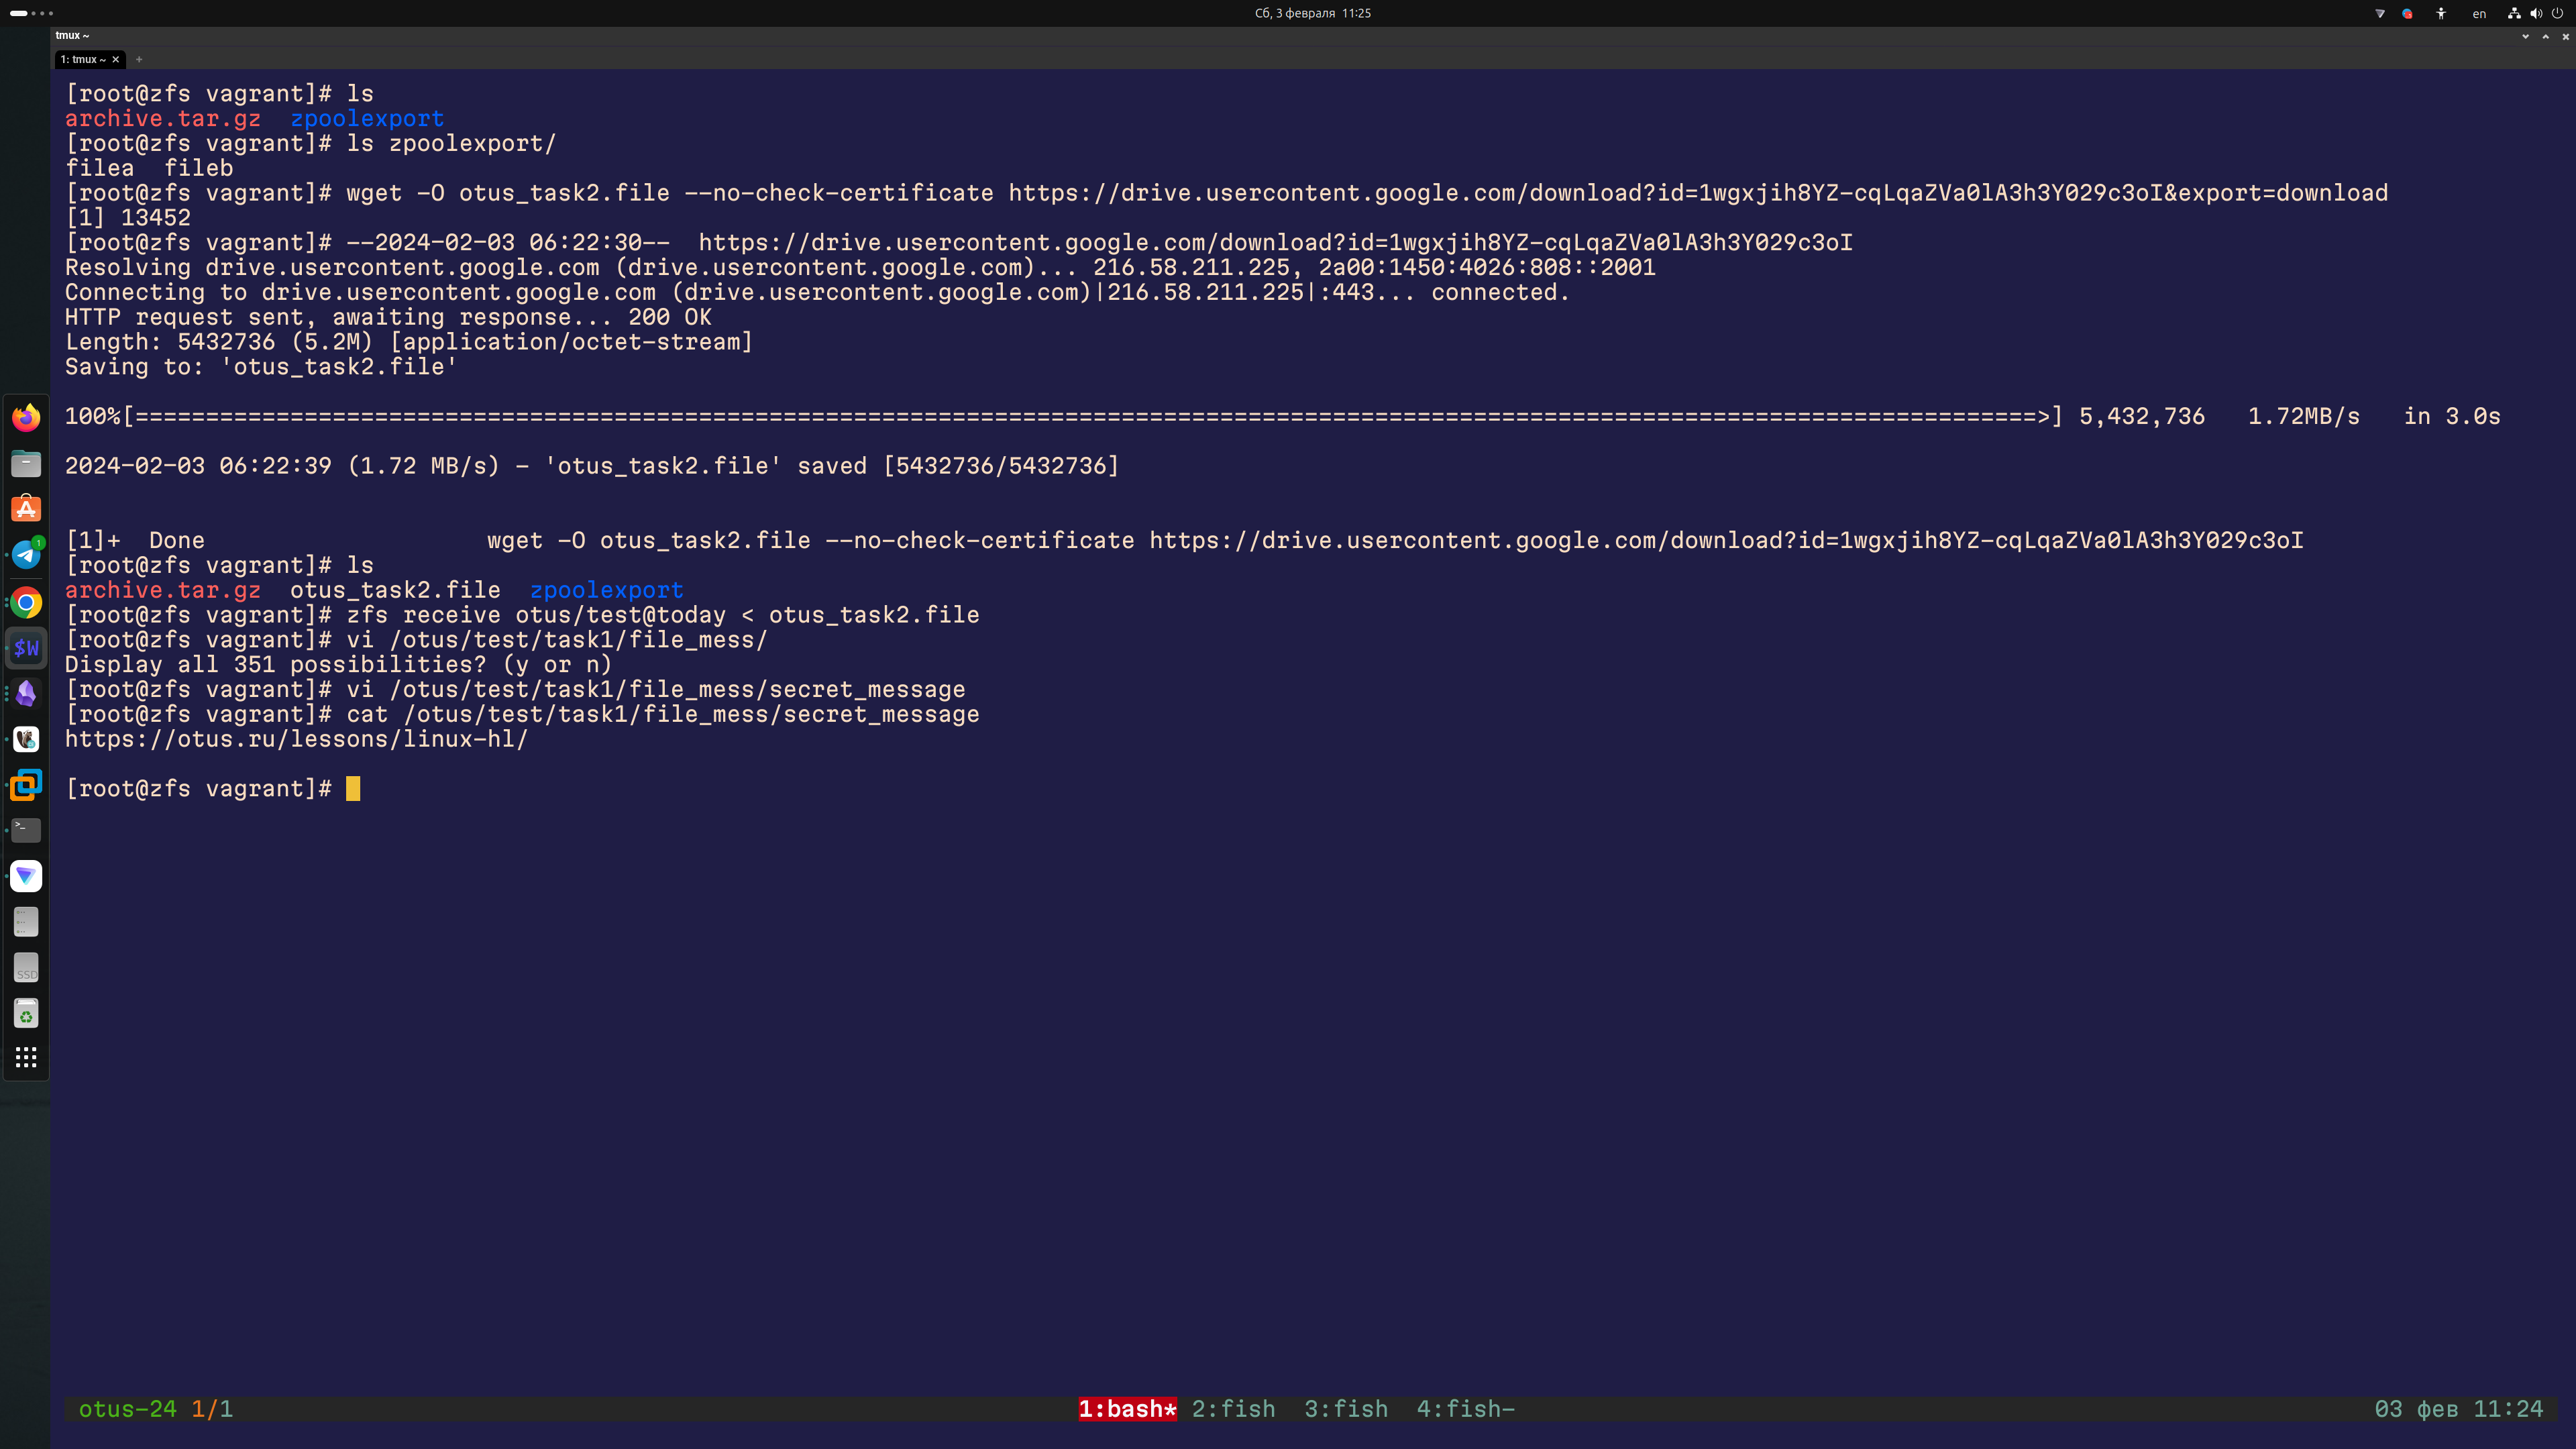 Сб, 3 февраля 11:25
en
tmux ~
1: tmux ~ × +
[root@zfs vagrant]# ls
archive.tar.gz  zpoolexport
[root@zfs vagrant]# ls zpoolexport/
filea  fileb
[root@zfs vagrant]# wget -O otus_task2.file --no-check-certificate https://drive.usercontent.google.com/download?id=1wgxjih8YZ-cqLqaZVa0lA3h3Y029c3oI&export=download
[1] 13452
[root@zfs vagrant]# --2024-02-03 06:22:30--  https://drive.usercontent.google.com/download?id=1wgxjih8YZ-cqLqaZVa0lA3h3Y029c3oI
Resolving drive.usercontent.google.com (drive.usercontent.google.com)... 216.58.211.225, 2a00:1450:4026:808::2001
Connecting to drive.usercontent.google.com (drive.usercontent.google.com)|216.58.211.225|:443... connected.
HTTP request sent, awaiting response... 200 OK
Length: 5432736 (5.2M) [application/octet-stream]
Saving to: 'otus_task2.file'
100%[=======================================================================================================================================>] 5,432,736   1.72MB/s   in 3.0s
2024-02-03 06:22:39 (1.72 MB/s) - 'otus_task2.file' saved [5432736/5432736]
[1]+  Done                    wget -O otus_task2.file --no-check-certificate https://drive.usercontent.google.com/download?id=1wgxjih8YZ-cqLqaZVa0lA3h3Y029c3oI
[root@zfs vagrant]# ls
archive.tar.gz  otus_task2.file  zpoolexport
[root@zfs vagrant]# zfs receive otus/test@today < otus_task2.file
[root@zfs vagrant]# vi /otus/test/task1/file_mess/
Display all 351 possibilities? (y or n)
[root@zfs vagrant]# vi /otus/test/task1/file_mess/secret_message
[root@zfs vagrant]# cat /otus/test/task1/file_mess/secret_message
https://otus.ru/lessons/linux-hl/
[root@zfs vagrant]#
1
$W
>_
SSD
otus-24 1/1 1:bash* 2:fish 3:fish 4:fish- 03 фев 11:24